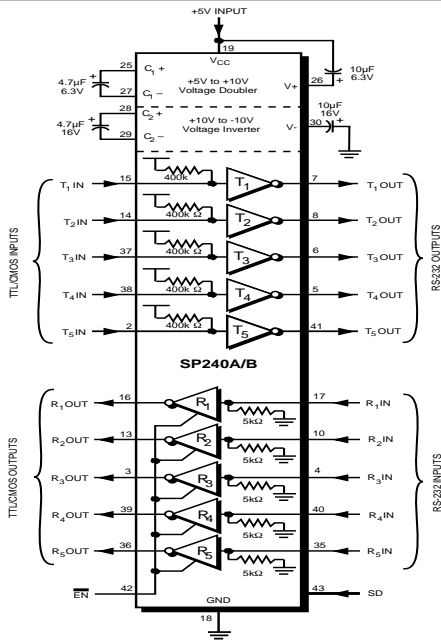 +5V INPUT
19
VCC
25
C1 +
4.7µF
6.3V
27
C1 –
+5V to +10V
Voltage Doubler
V+
26
10µF
6.3V
28
C2 +
4.7µF
16V
29
C2 –
+10V to -10V
Voltage Inverter
V-
30
10µF
16V
TTL/CMOS INPUTS
T1 IN
15
400k
T1
7
T1 OUT
T2 IN
14
400k Ω
T2
8
T2 OUT
T3 IN
37
400k Ω
T3
6
T3 OUT
T4 IN
38
400k Ω
T4
5
T4 OUT
T5 IN
2
400k Ω
T5
41
T5 OUT
RS-232 OUTPUTS
SP240A/B
TTL/CMOS OUTPUTS
R1 OUT
16
R1
5kΩ
17
R1 IN
R2 OUT
13
R2
5kΩ
10
R2 IN
R3 OUT
3
R3
5kΩ
4
R3 IN
R4 OUT
39
R4
5kΩ
40
R4 IN
R5 OUT
36
R5
5kΩ
35
R5 IN
RS-232 INPUTS
EN
42
43
SD
GND
18